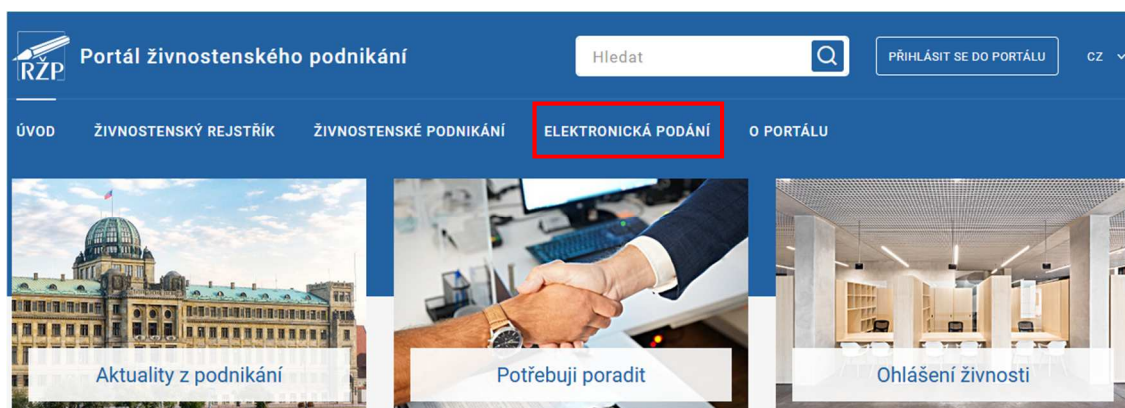 RŽP
Portál živnostenského podnikání
Hledat
PŘIHLÁSIT SE DO PORTÁLU
CZ
ÚVOD
ŽIVNOSTENSKÝ REJSTŘÍK
ŽIVNOSTENSKÉ PODNIKÁNÍ
ELEKTRONICKÁ PODÁNÍ
O PORTÁLU
Aktuality z podnikání
Potřebuji poradit
Ohlášení živnosti